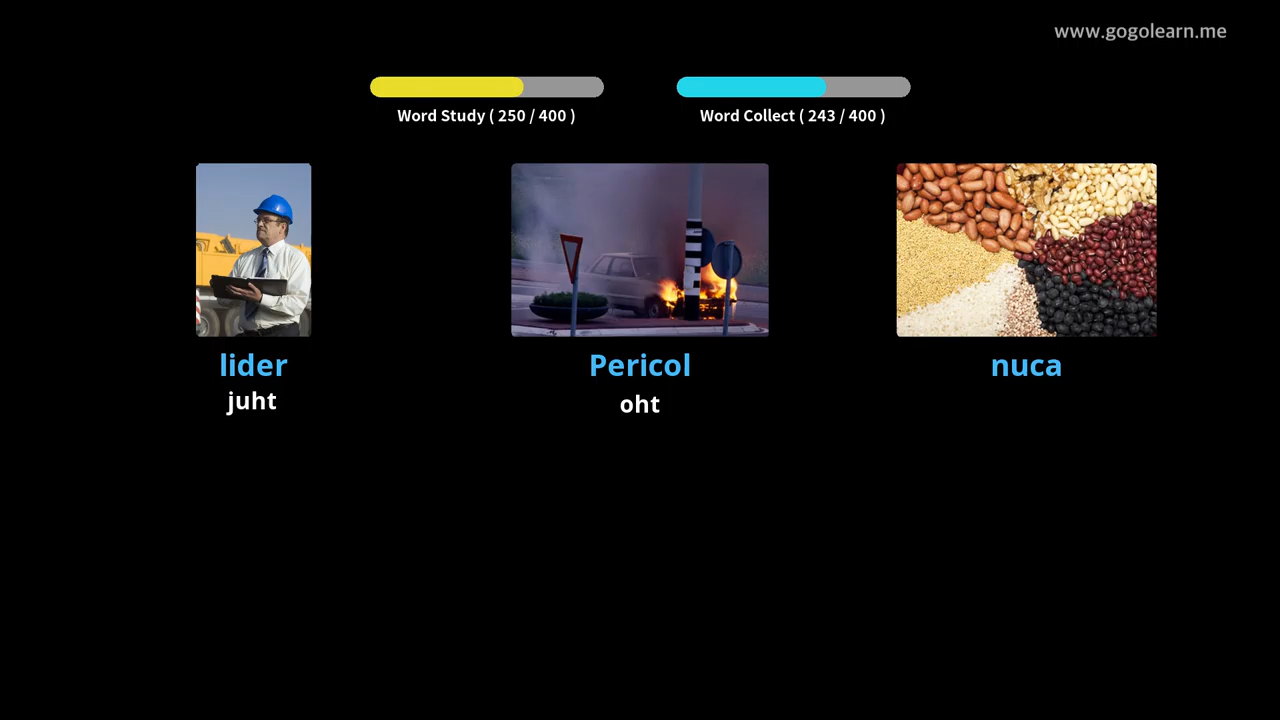 www.gogolearn.me
Word Study ( 250 / 400 )
Word Collect ( 243 / 400 )
lider
Pericol
nuca
juht
oht